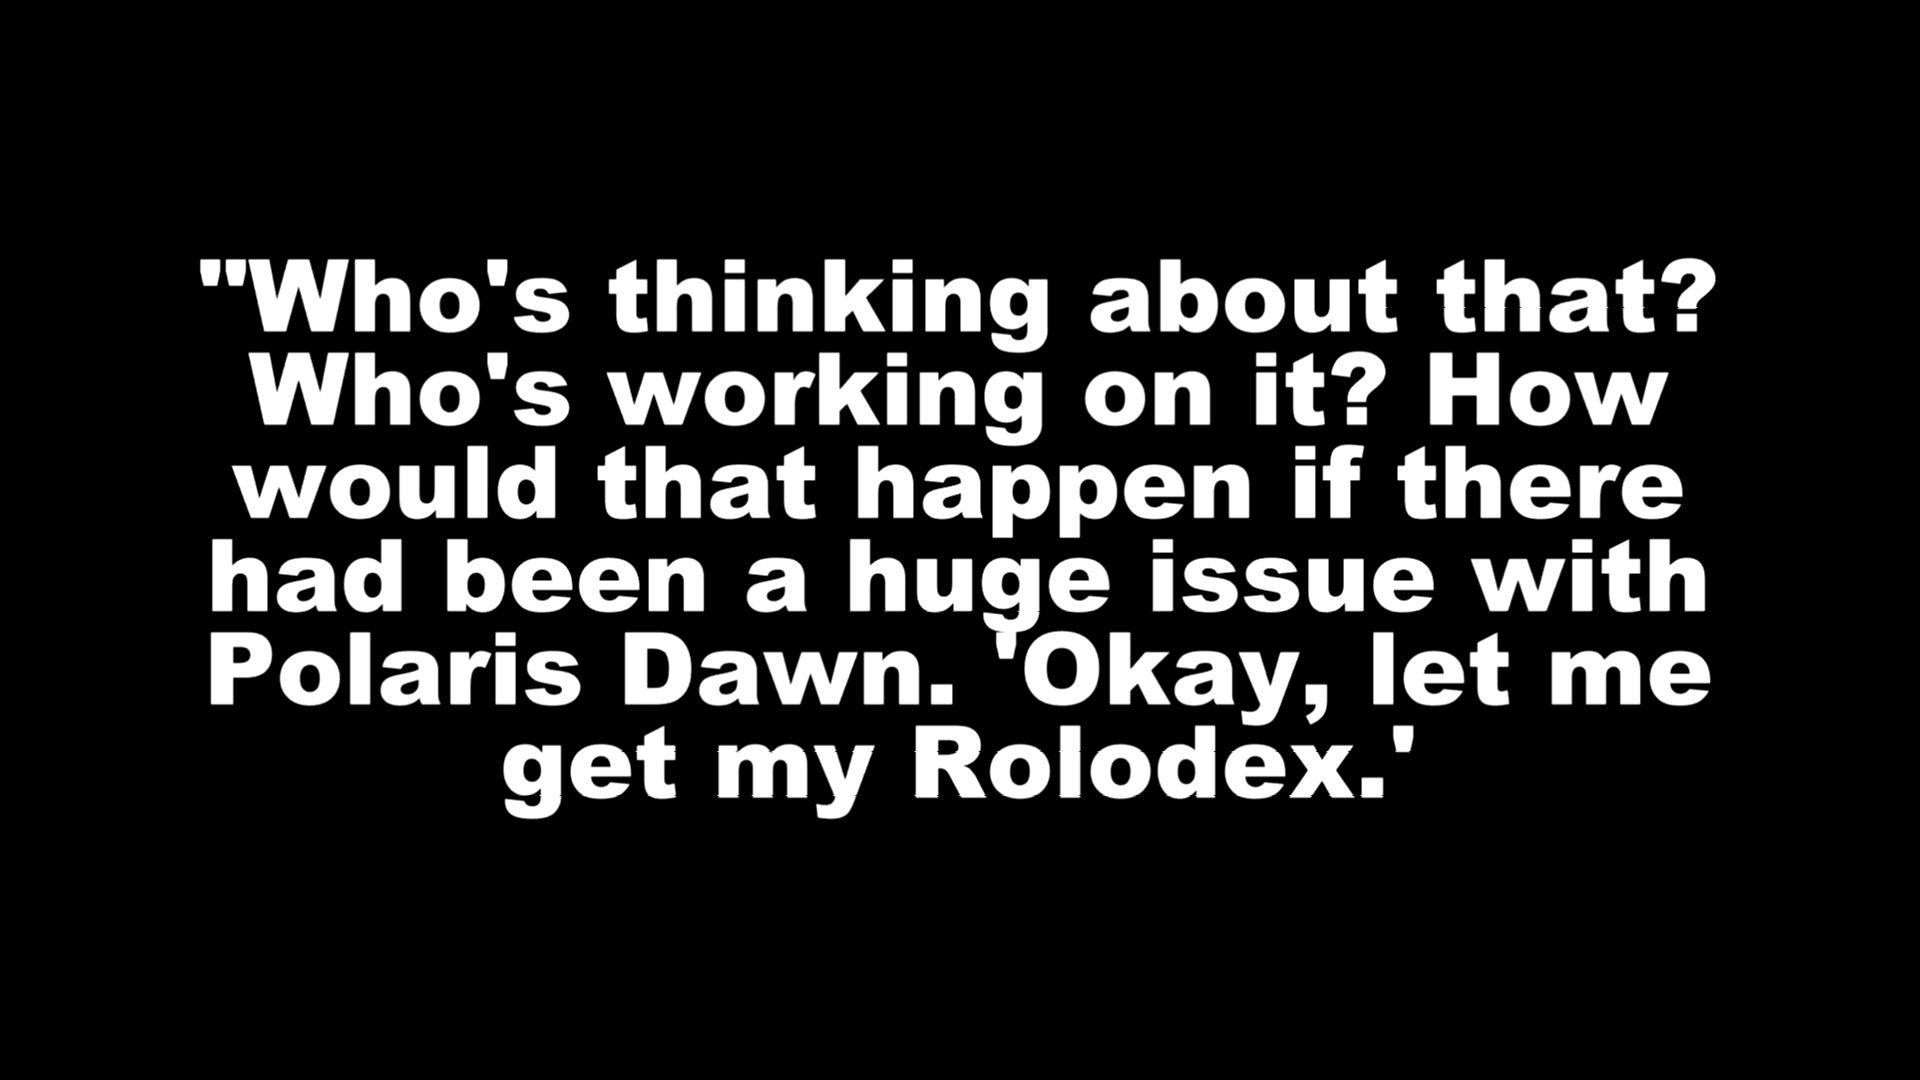 "Who's thinking about that?
Who's working on it? How
would that happen if there
had been a huge issue with
Polaris Dawn. 'Okay, let me
get my Rolodex.'